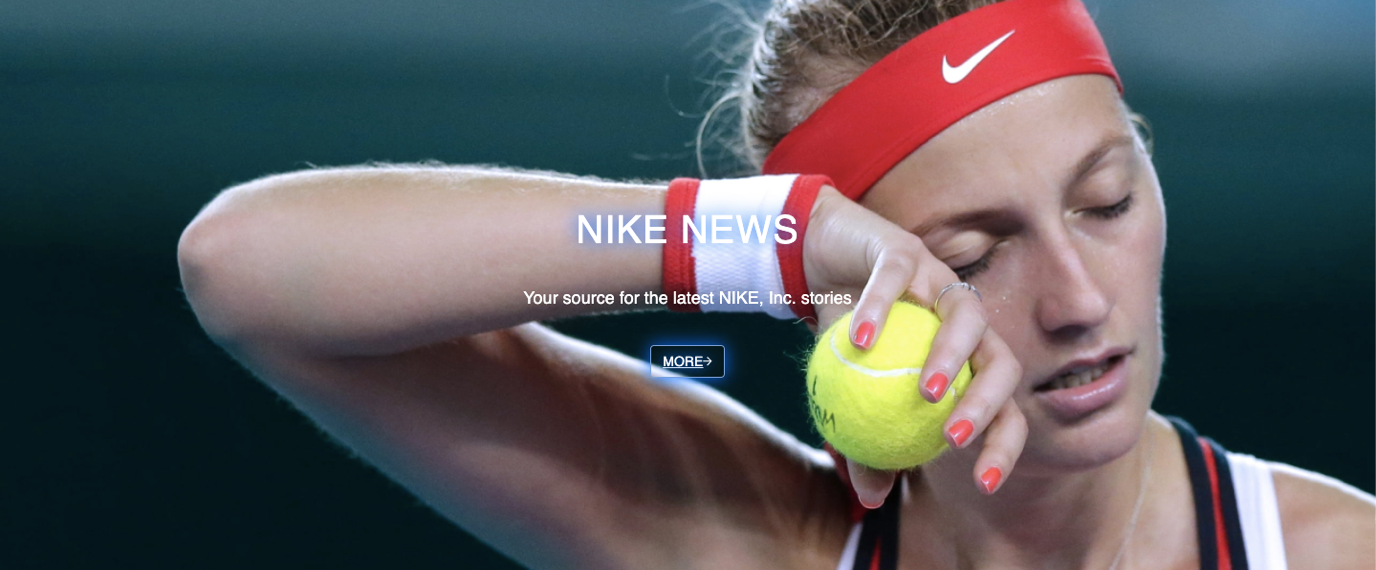 NIKE NEWS
Your source for the latest NIKE, Inc. stories
MORE→